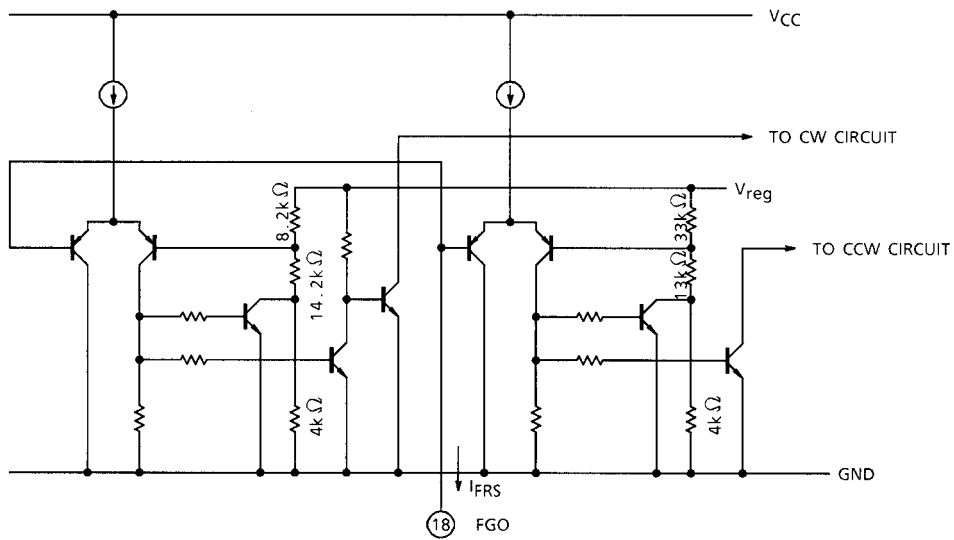 VCC
TO CW CIRCUIT
Vreg
8.2kΩ
33kΩ
TO CCW CIRCUIT
14.2kΩ
13kΩ
4kΩ
4kΩ
GND
IFRS
18 FGO